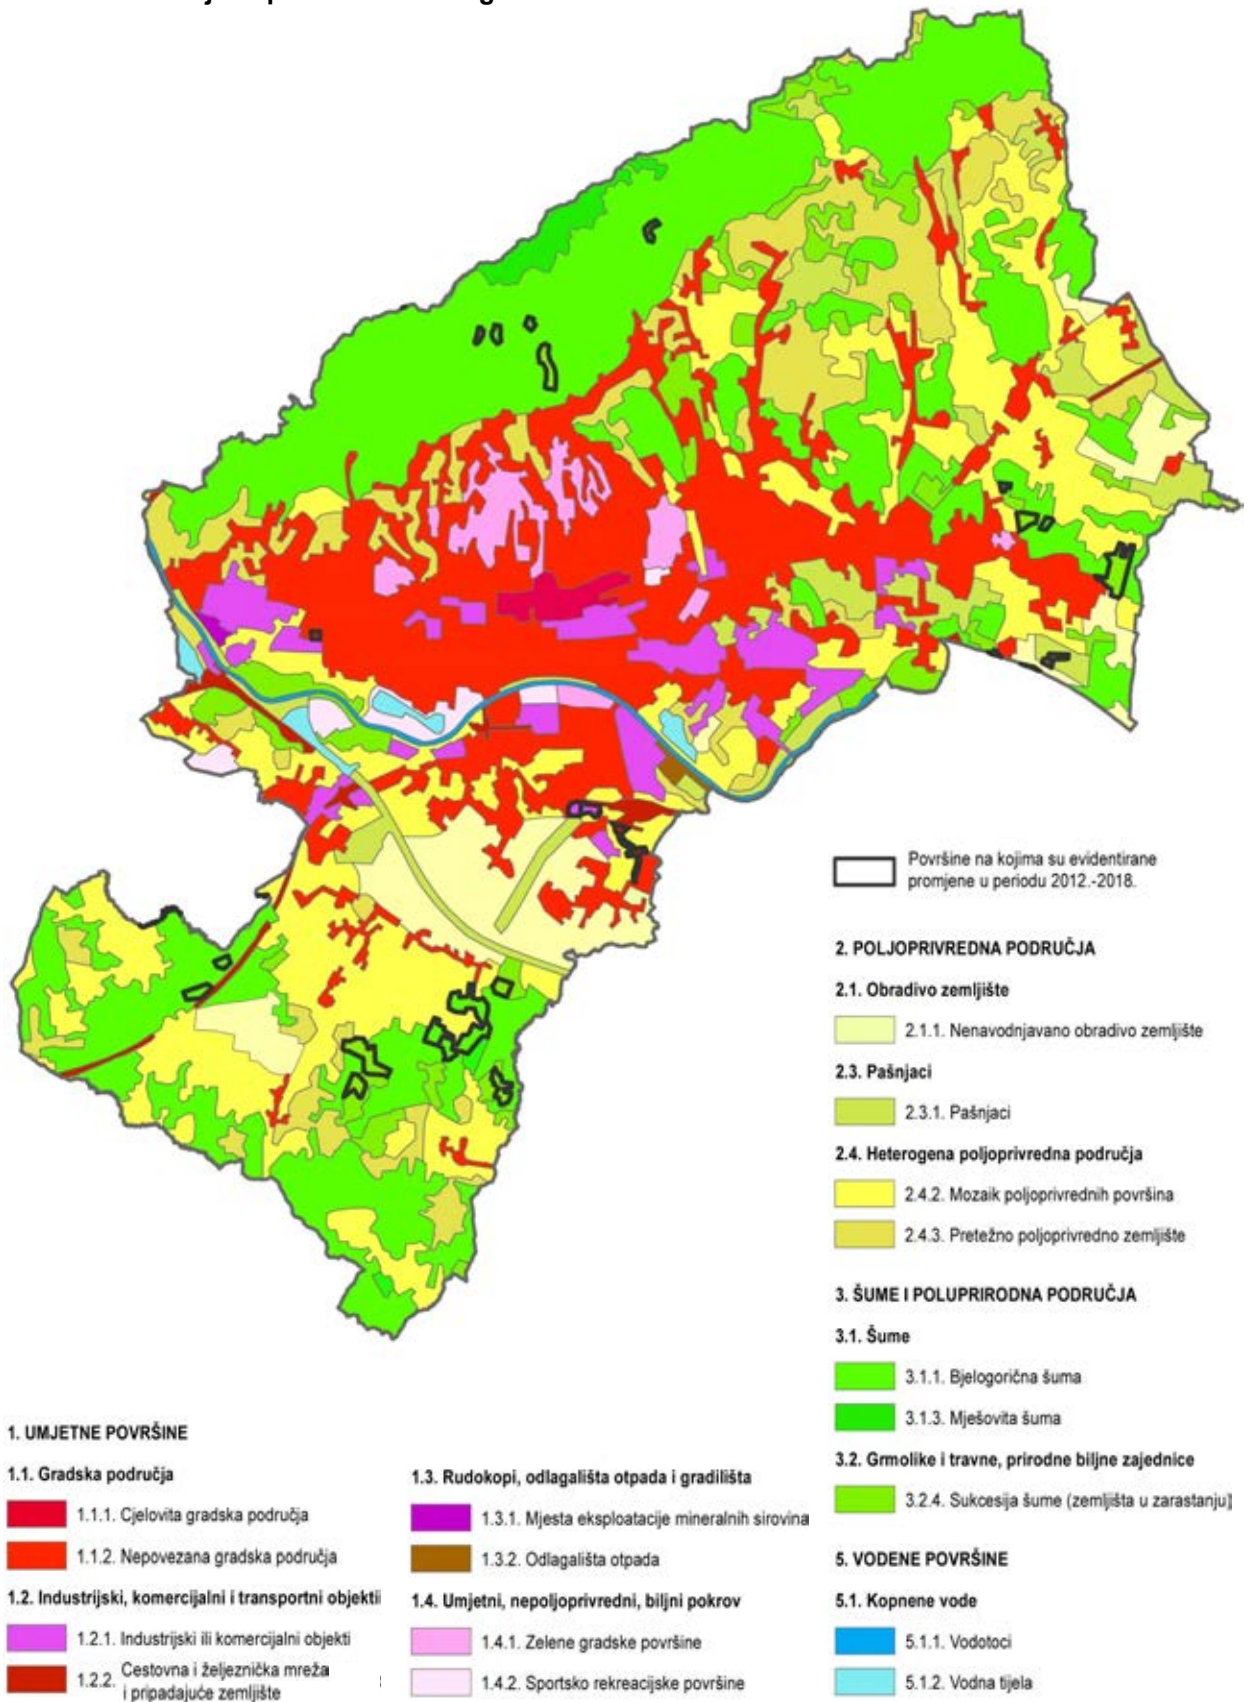 Površine na kojima su evidentirane
promjene u periodu 2012.-2018.
2. POLJOPRIVREDNA PODRUČJA
2.1. Obradivo zemljište
2.1.1. Nenavodnjavano obradivo zemljište
2.3. Pašnjaci
2.3.1. Pašnjaci
2.4. Heterogena poljoprivredna područja
2.4.2. Mozaik poljoprivrednih površina
2.4.3. Pretežno poljoprivredno zemljište
3. ŠUME I POLUPRIRODNA PODRUČJA
3.1. Šume
3.1.1. Bjelogorična šuma
3.1.3. Mješovita šuma
3.2. Grmolike i travne, prirodne biljne zajednice
3.2.4. Sukcesija šume (zemljišta u zarastanju)
5. VODENE POVRŠINE
5.1. Kopnene vode
5.1.1. Vodotoci
5.1.2. Vodna tijela
1. UMJETNE POVRŠINE
1.1. Gradska područja
1.1.1. Cjelovita gradska područja
1.1.2. Nepovezana gradska područja
1.2. Industrijski, komercijalni i transportni objekti
1.2.1. Industrijski ili komercijalni objekti
1.2.2. Cestovna i željeznička mreža
i pripadajuće zemljište
1.3. Rudokopi, odlagališta otpada i gradilišta
1.3.1. Mjesta eksploatacije mineralnih sirovina
1.3.2. Odlagališta otpada
1.4. Umjetni, nepoljoprivredni, biljni pokrov
1.4.1. Zelene gradske površine
1.4.2. Sportsko rekreacijske površine